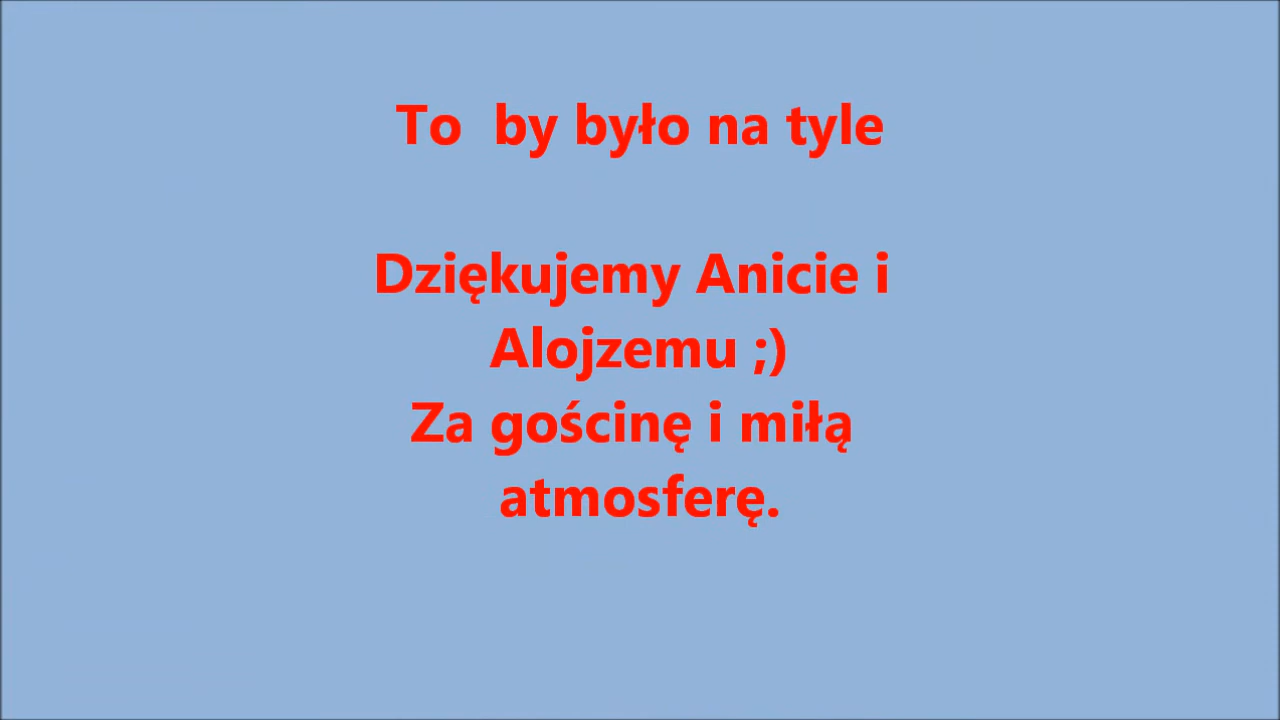 To  by było na tyle
Dziękujemy Anicie i
Alojzemu ;)
Za gościnę i miłą
atmosferę.